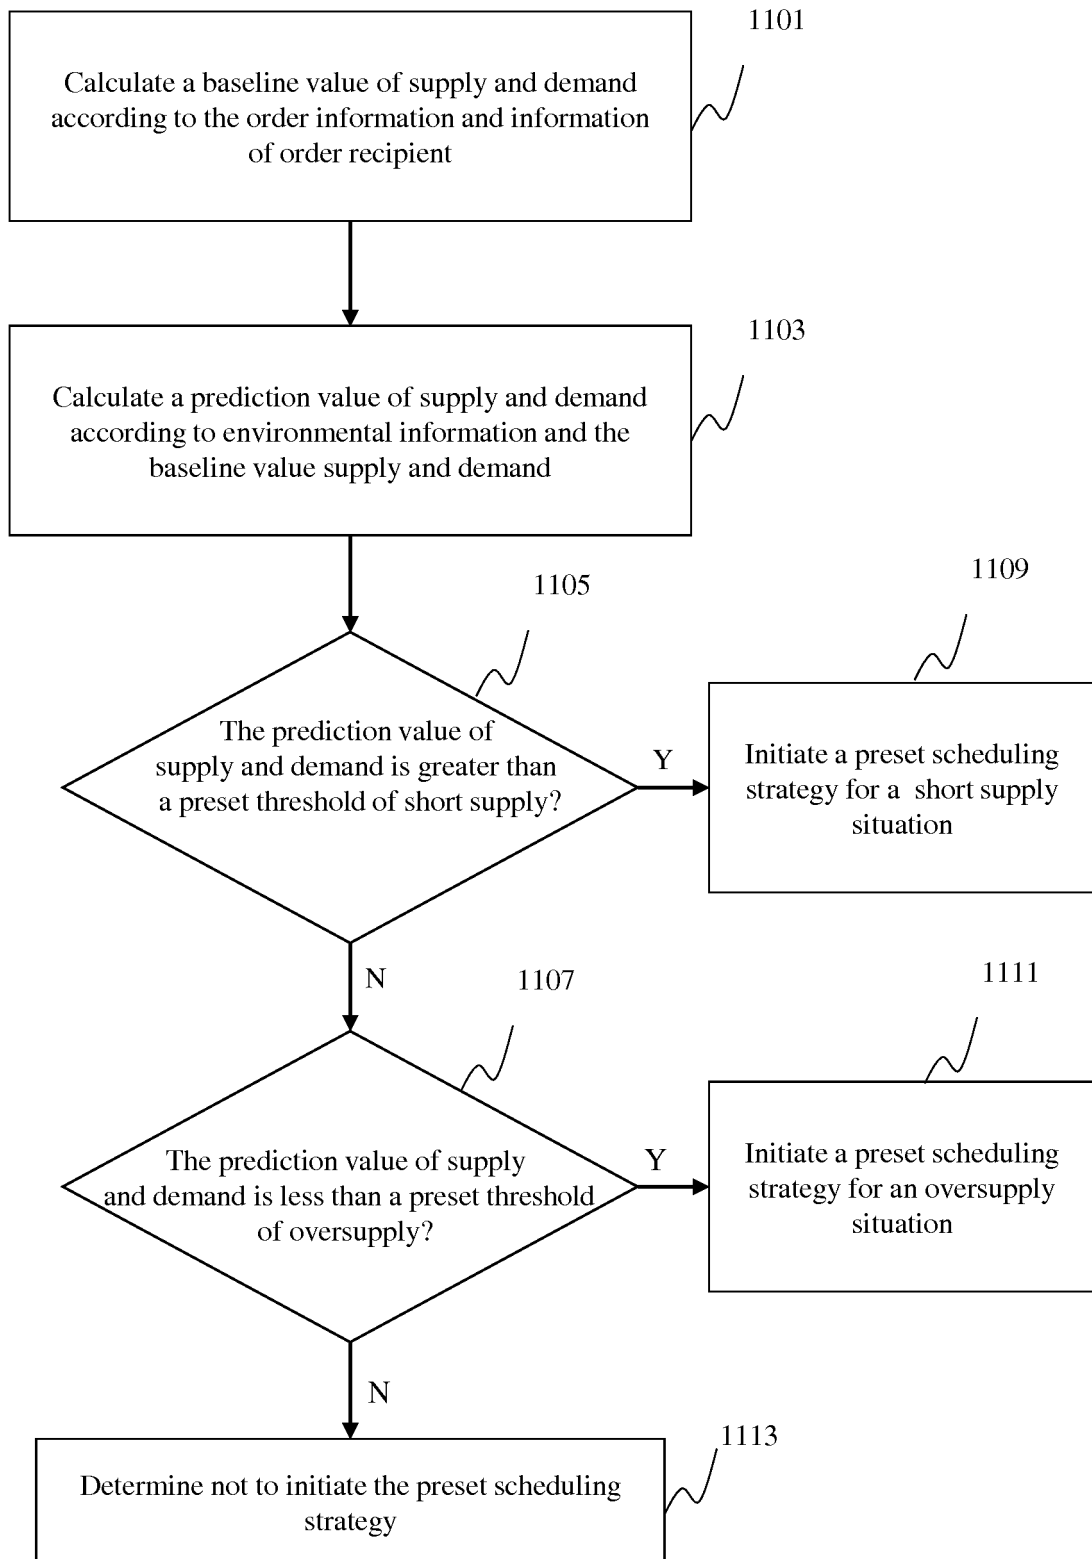 1101
Calculate a baseline value of supply and demand
according to the order information and information
of order recipient
1103
Calculate a prediction value of supply and demand
according to environmental information and the
baseline value supply and demand
1105
1109
The prediction value of
supply and demand is greater than
a preset threshold of short supply?
Y
Initiate a preset scheduling
strategy for a short supply
situation
N
1107
1111
The prediction value of supply
and demand is less than a preset threshold
of oversupply?
Y
Initiate a preset scheduling
strategy for an oversupply
situation
N
1113
Determine not to initiate the preset scheduling
strategy